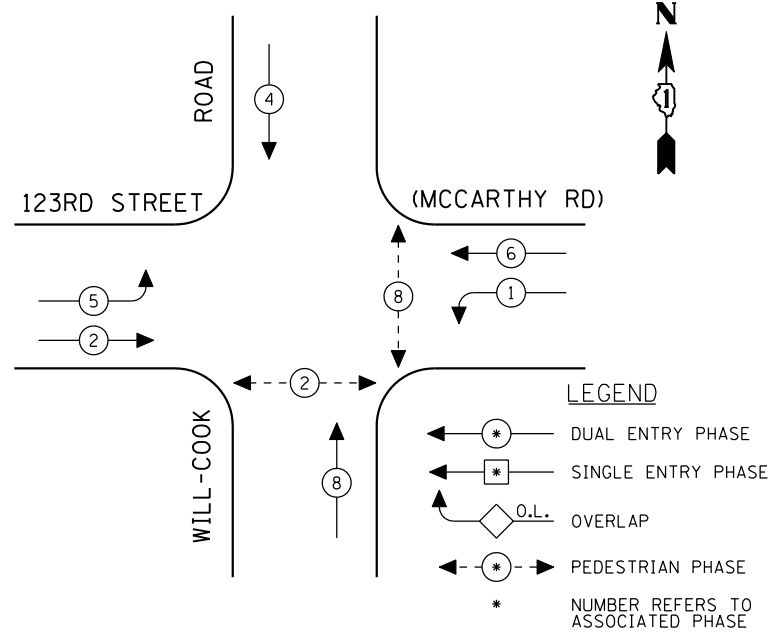 N
1
ROAD
4
123RD STREET
(MCCARTHY RD)
6
5
8
1
2
2
LEGEND
WILL-COOK
8
* DUAL ENTRY PHASE
* SINGLE ENTRY PHASE
O.L.
OVERLAP
* PEDESTRIAN PHASE
* NUMBER REFERS TO
ASSOCIATED PHASE